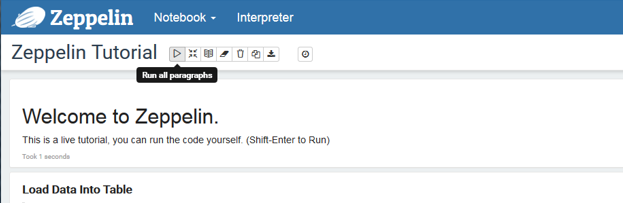 Zeppelin Notebook Interpreter
Zeppelin Tutorial
Run all paragraphs
Welcome to Zeppelin.
This is a live tutorial, you can run the code yourself. (Shift-Enter to Run)
Took 1 seconds
Load Data Into Table